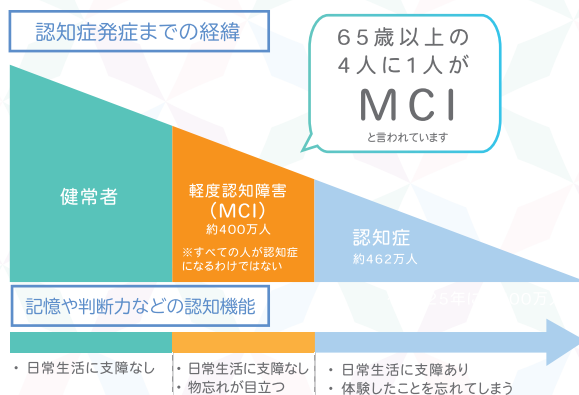 認知症発症までの経緯
65歳以上の
4人に1人が
MCI
と言われています
健常者
軽度認知障害
(MCI)
約400万人
※すべての人が認知症
になるわけではない
認知症
約462万人
記憶や判断力などの認知機能
・日常生活に支障なし
・日常生活に支障なし
・物忘れが目立つ
・日常生活に支障あり
・体験したことを忘れてしまう